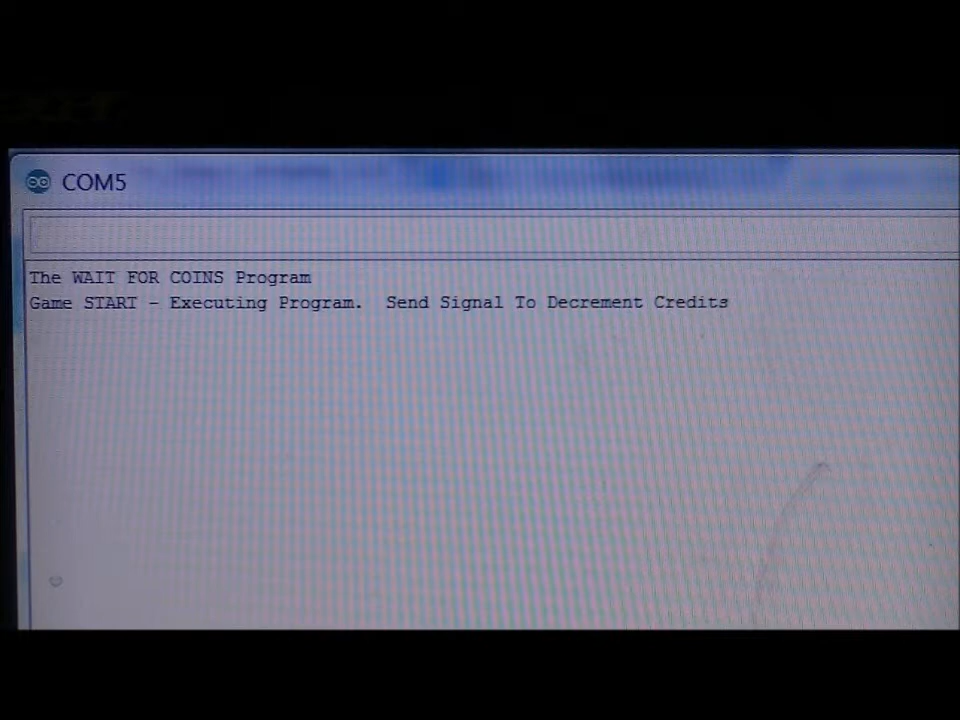 COM5
The WAIT FOR COINS Program
Game START - Executing Program.  Send Signal To Decrement Credits